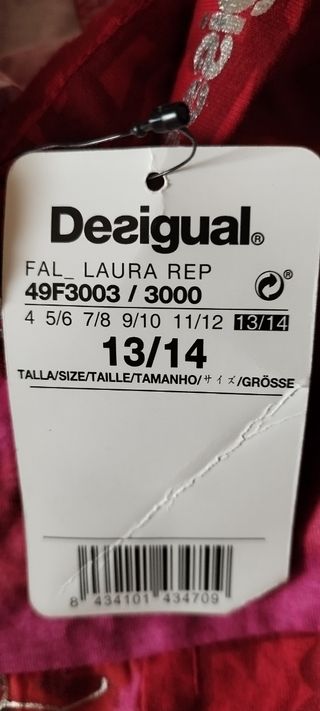 Desigual®
FAL_ LAURA REP
49F3003 / 3000
®
4 5/6 7/8 9/10 11/12 13/14
13/14
TALLA/SIZE/TAILLE/TAMANHO/サイズ/GRÖSSE
8 434101 434709